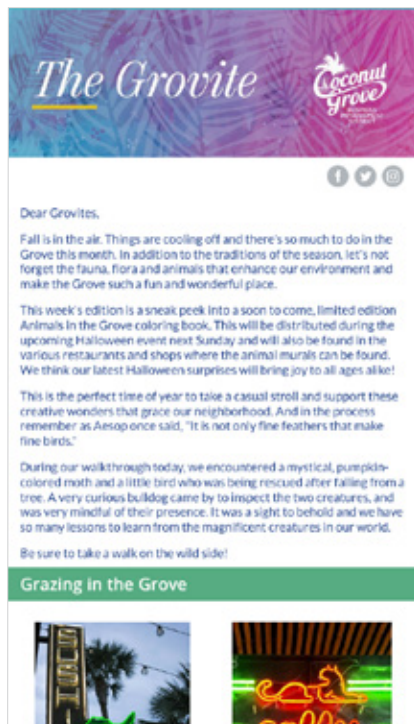 The Grovite
Coconut
Grove
BUSINESS
IMPROVEMENT
DISTRICT
Dear Grovites,
Fall is in the air. Things are cooling off and there's so much to do in the
Grove this month. In addition to the traditions of the season, let's not
forget the fauna, flora and animals that enhance our environment and
make the Grove such a fun and wonderful place.
This week's edition is a sneak peek into a soon to come, limited edition
Animals in the Grove coloring book. This will be distributed during the
upcoming Halloween event next Sunday and will also be found in the
various restaurants and shops where the animal murals can be found.
We think our latest Halloween surprises will bring joy to all ages alike!
This is the perfect time of year to take a casual stroll and support these
creative wonders that grace our neighborhood. And in the process
remember as Aesop once said, "It is not only fine feathers that make
fine birds."
During our walkthrough today, we encountered a mystical, pumpkin-
colored moth and a little bird who was being rescued after falling from a
tree. A very curious bulldog came by to inspect the two creatures, and
was very mindful of their presence. It was a sight to behold and we have
so many lessons to learn from the magnificent creatures in our world.
Be sure to take a walk on the wild side!
Grazing in the Grove